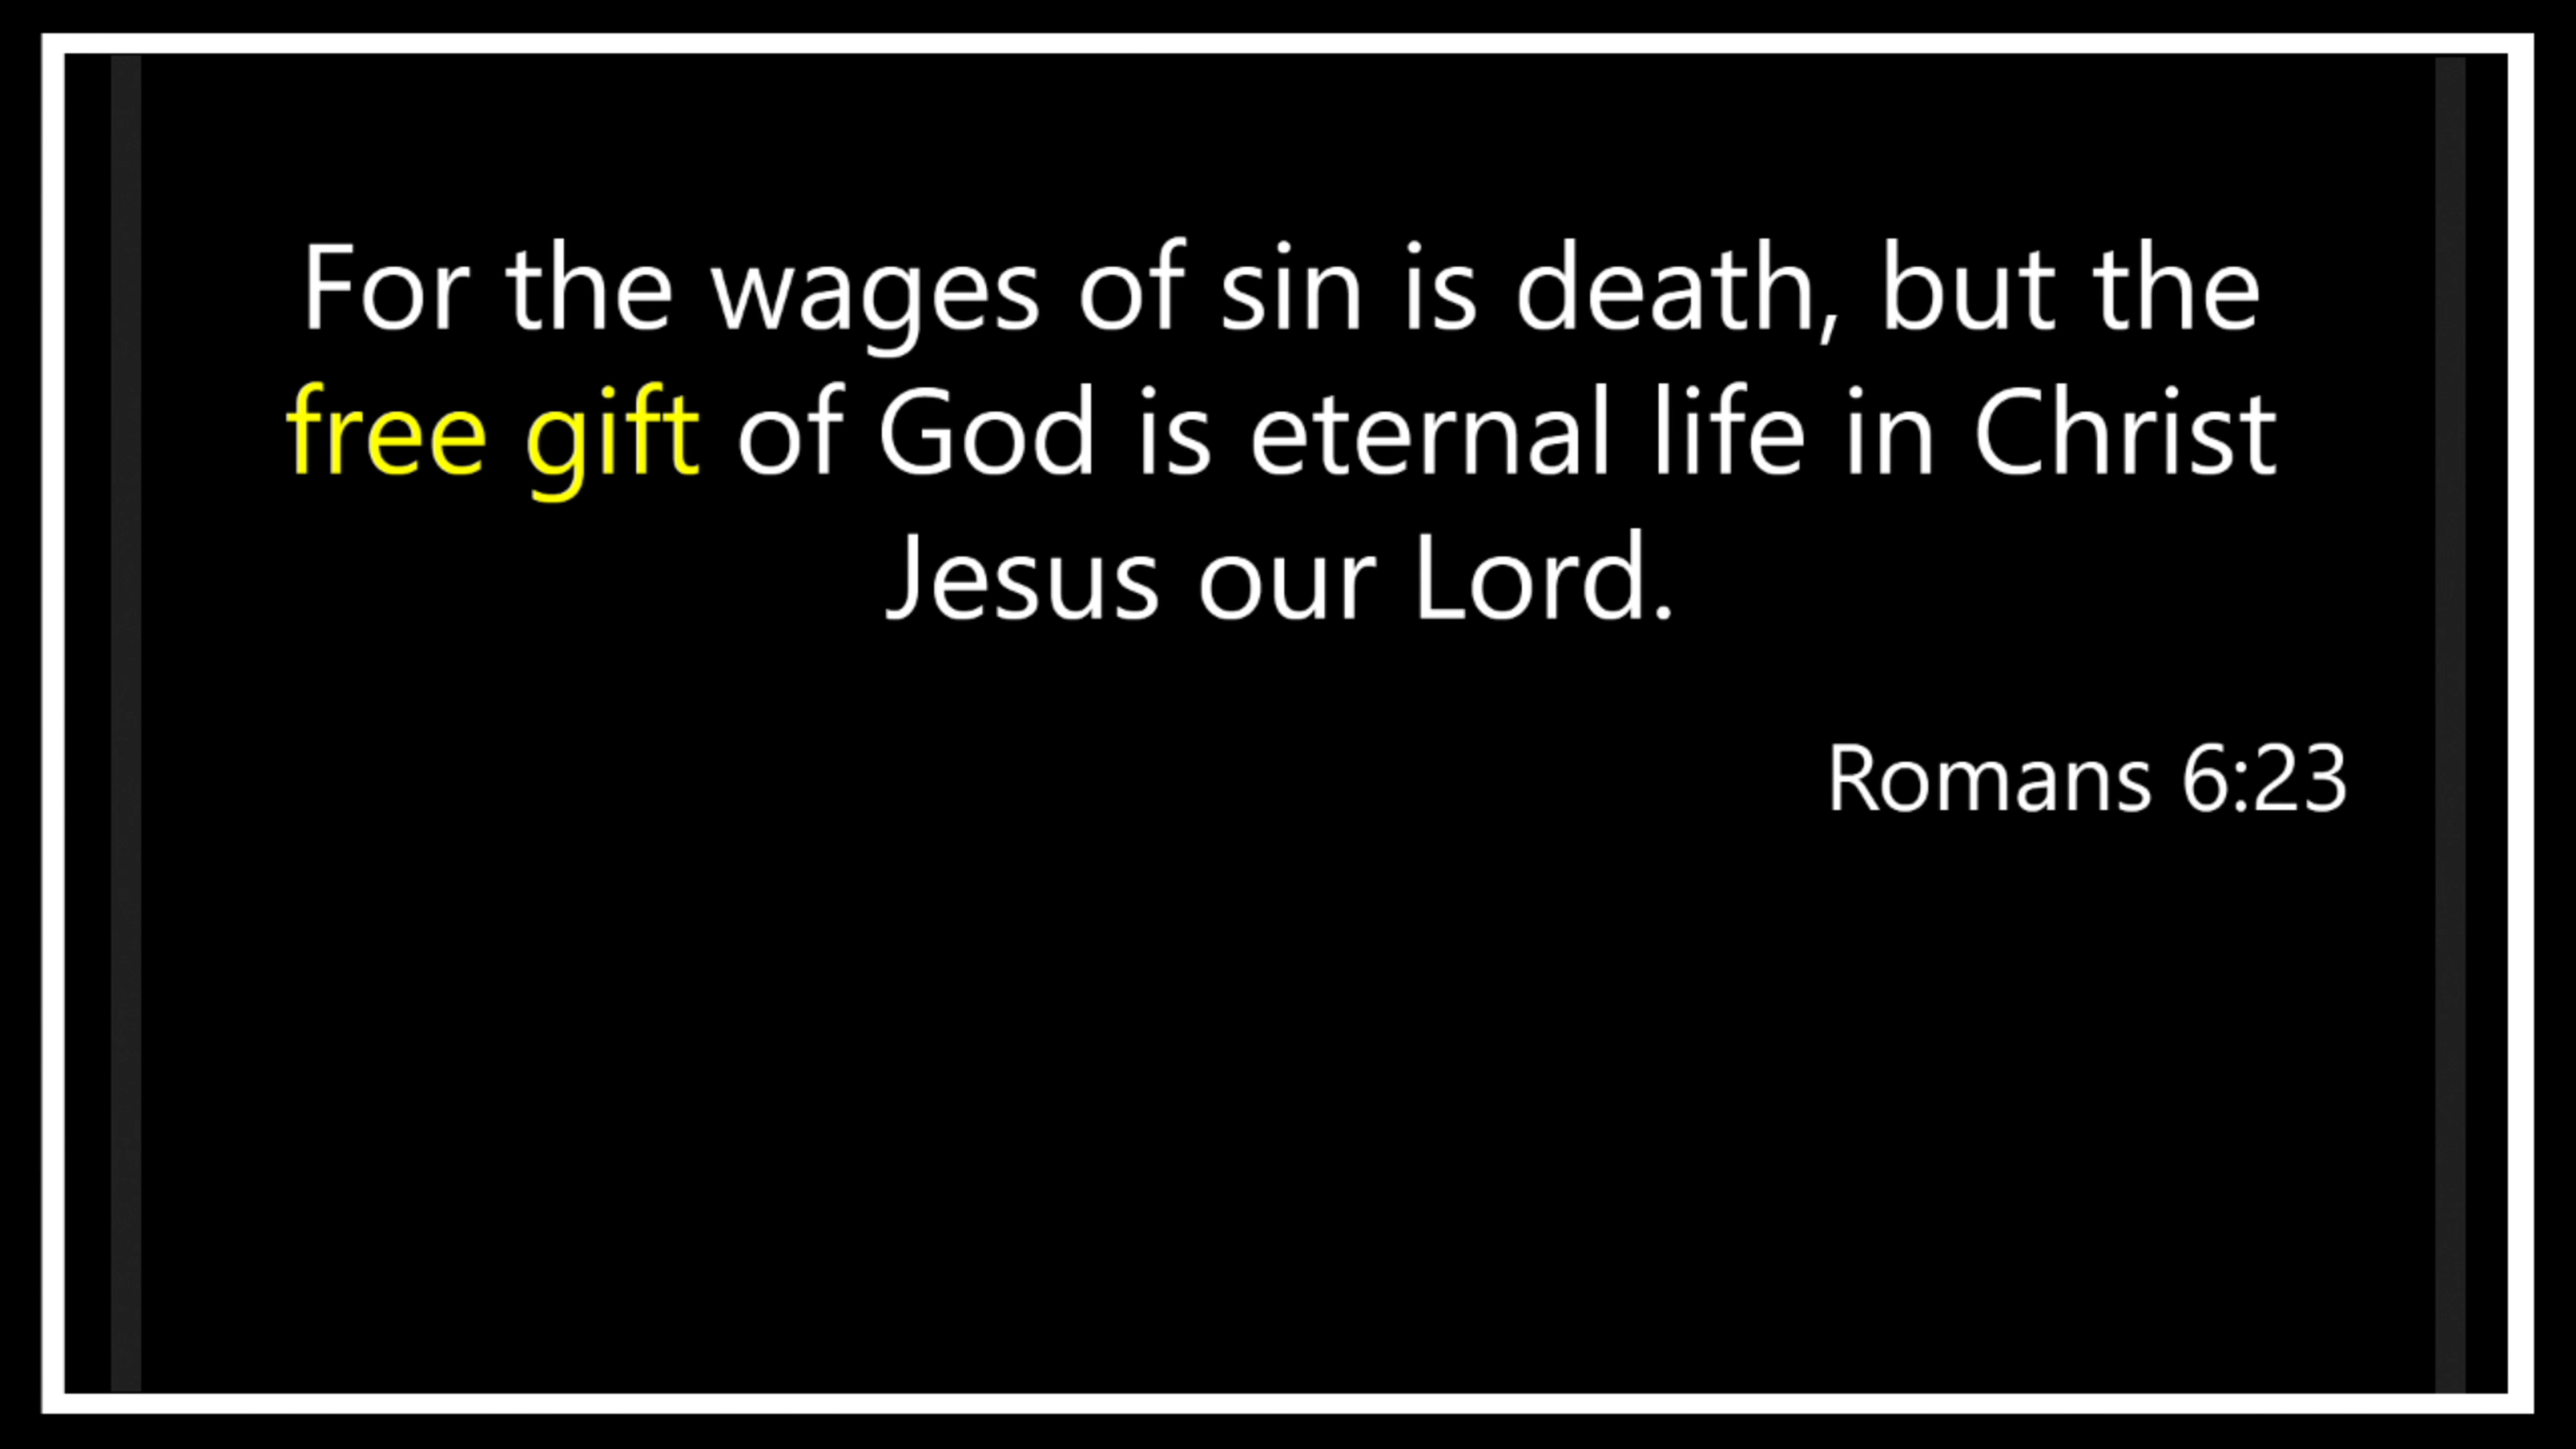 For the wages of sin is death, but the
free gift of God is eternal life in Christ
Jesus our Lord.
Romans 6:23